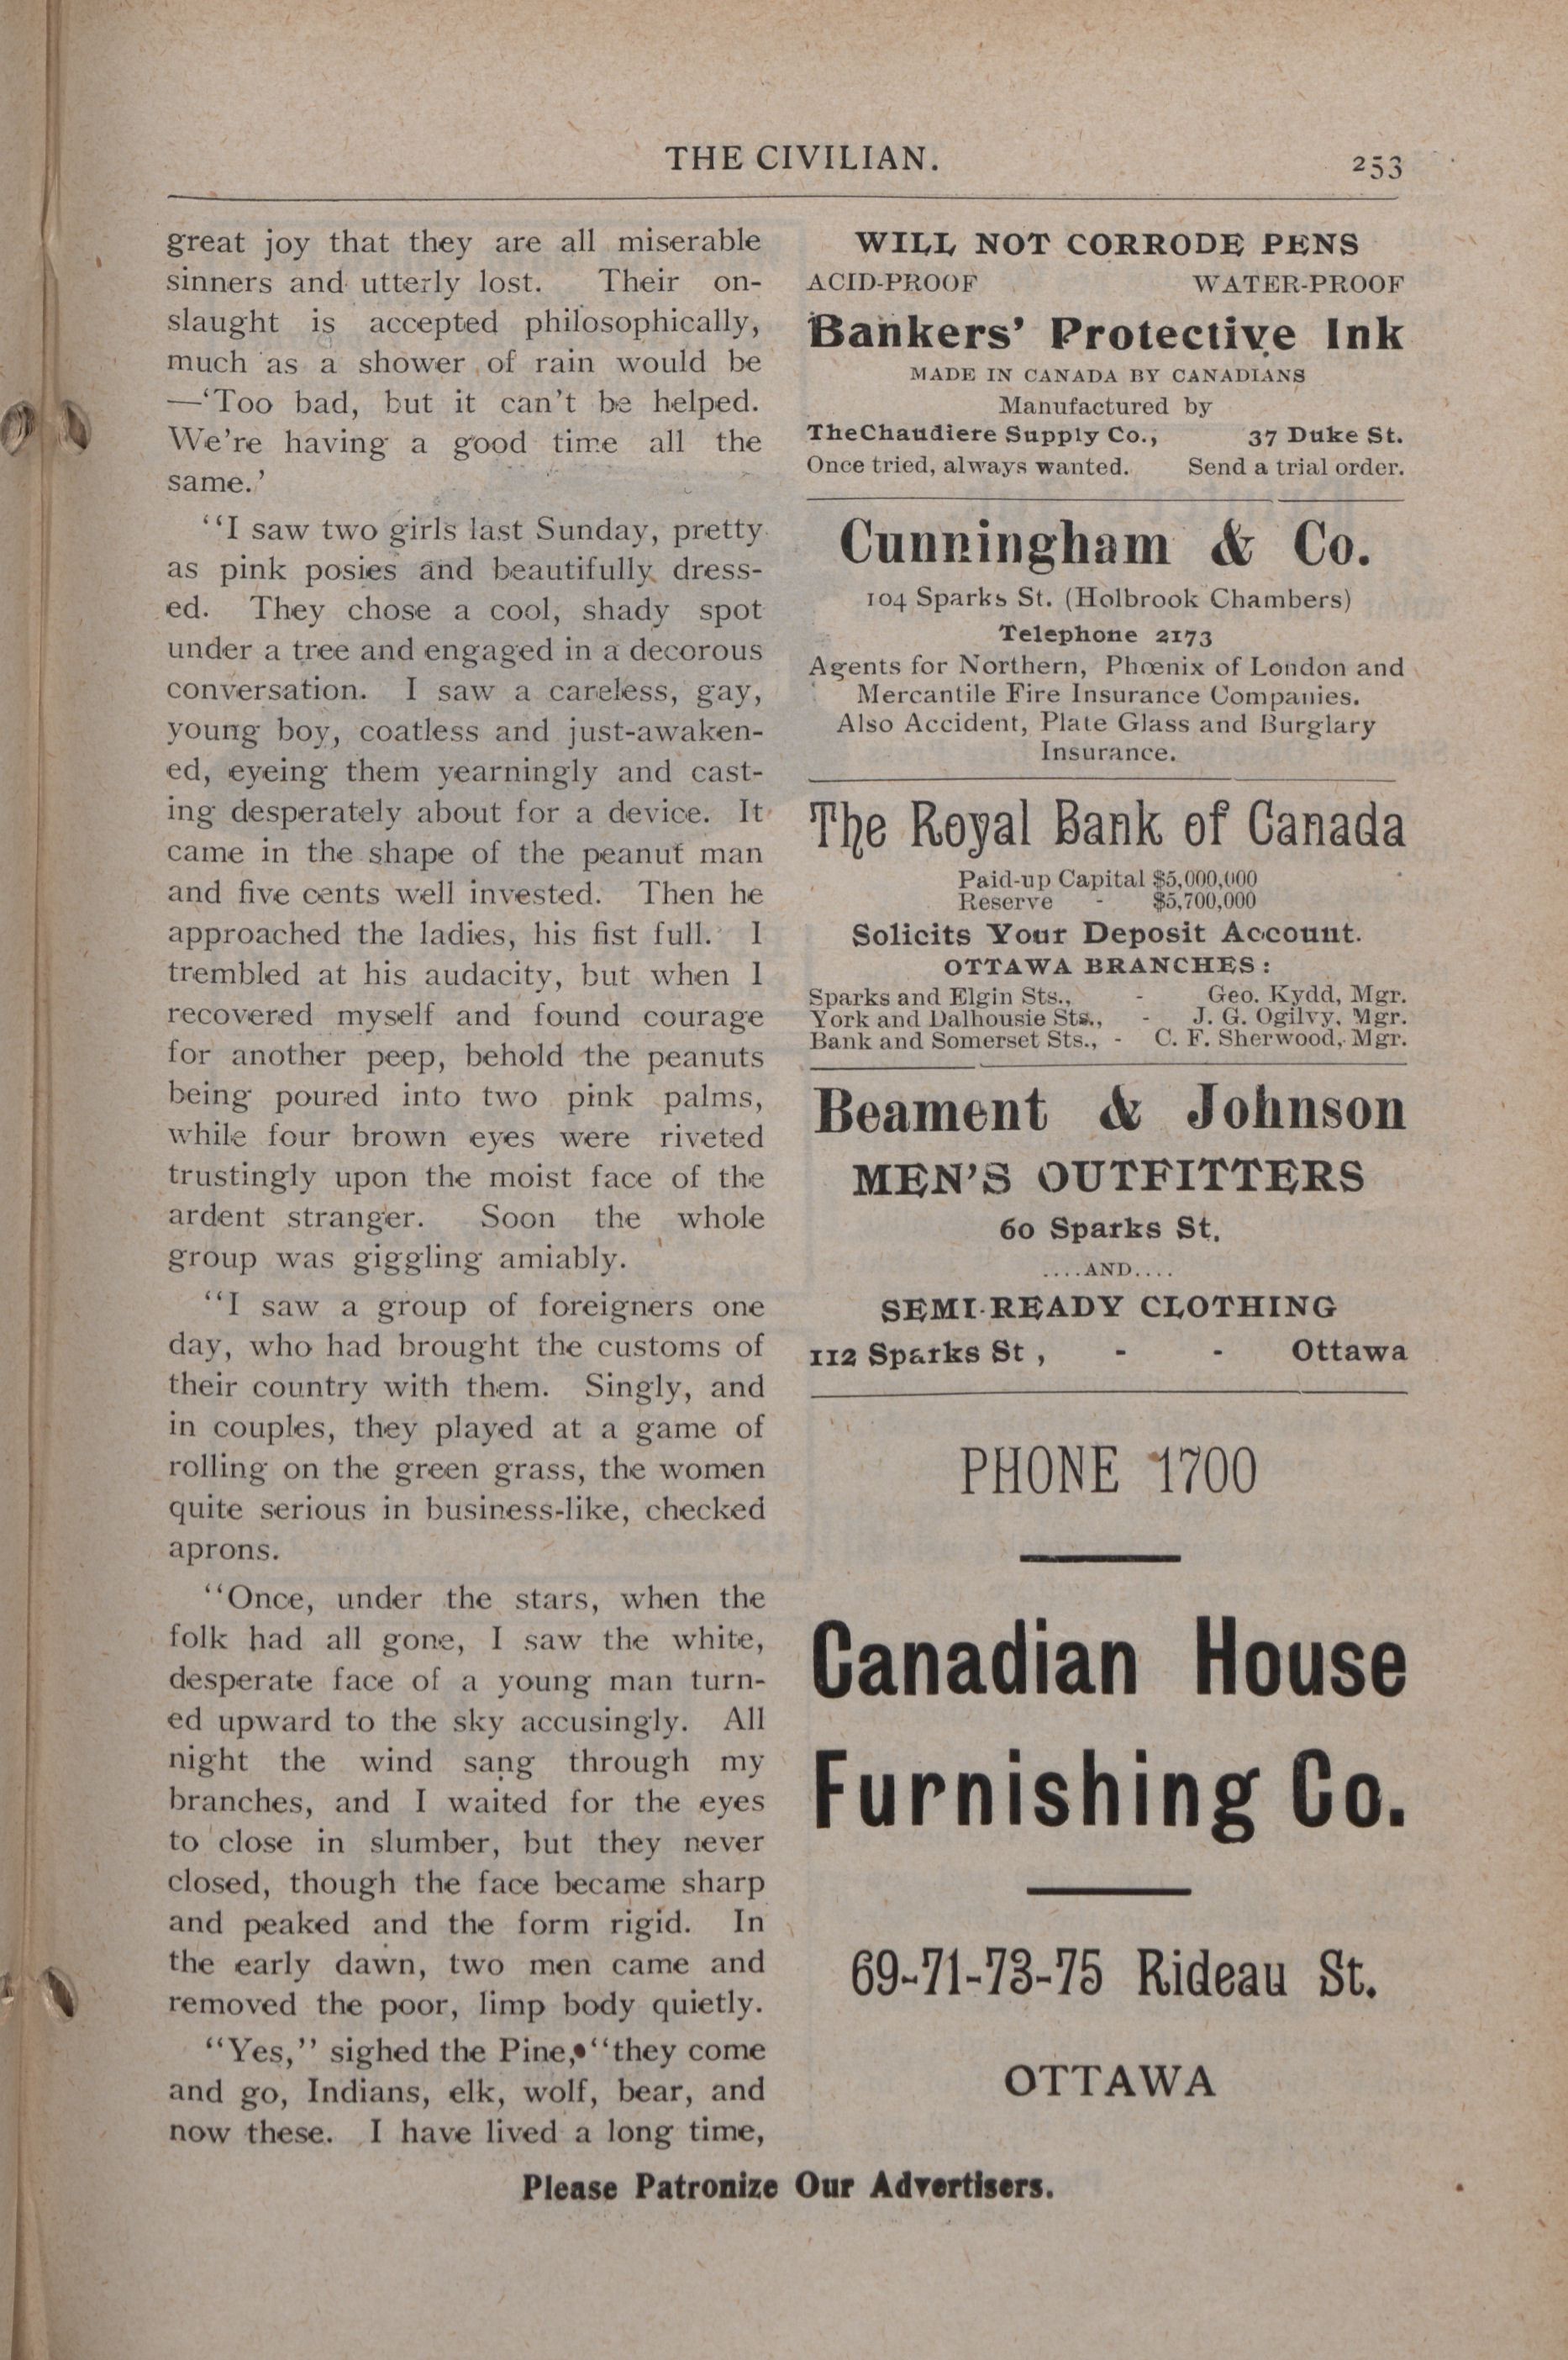 THE CIVILIAN.
253
great joy that they are all miserable
sinners and utterly lost. Their on-
slaught is accepted philosophically,
much as a shower of rain would be
—‘Too bad, but it can’t be helped.
We’re having a good time all the
same.’
‘‘I saw two girls last Sunday, pretty
as pink posies and beautifully dress-
ed. They chose a cool, shady spot
under a tree and engaged in a decorous
conversation. I saw a careless, gay,
young boy, coatless and just-awaken-
ed, eyeing them yearningly and cast-
ing desperately about for a device. It
came in the shape of the peanut man
and five cents well invested. Then he
approached the ladies, his fist full. I
trembled at his audacity, but when I
recovered myself and found courage
for another peep, behold the peanuts
being poured into two pink palms,
while four brown eyes were riveted
trustingly upon the moist face of the
ardent stranger. Soon the whole
group was giggling amiably.
‘‘I saw a group of foreigners one
day, who had brought the customs of
their country with them. Singly, and
in couples, they played at a game of
rolling on the green grass, the women
quite serious in business-like, checked
aprons.
‘‘Once, under the stars, when the
folk had all gone, I saw the white,
desperate face of a young man turn-
ed upward to the sky accusingly. All
night the wind sang through my
branches, and I waited for the eyes
to close in slumber, but they never
closed, though the face became sharp
and peaked and the form rigid. In
the early dawn, two men came and
removed the poor, limp body quietly.
‘‘Yes,’’ sighed the Pine, ‘‘they come
and go, Indians, elk, wolf, bear, and
now these. I have lived a long time,
WILL NOT CORRODE PENS
ACID-PROOF WATER-PROOF
Bankers’ Protective Ink
MADE IN CANADA BY CANADIANS
Manufactured by
TheChaudiere Supply Co., 37 Duke St.
Once tried, always wanted. Send a trial order.
Cunningham & Co.
104 Sparks St. (Holbrook Chambers)
Telephone 2173
Agents for Northern, Phœnix of London and
Mercantile Fire Insurance Companies.
Also Accident, Plate Glass and Burglary
Insurance.
The Royal Bank of Canada
Paid-up Capital $5,000,000
Reserve - $5,700,000
Solicits Your Deposit Account.
OTTAWA BRANCHES:
Sparks and Elgin Sts., - Geo. Kydd, Mgr.
York and Dalhousie Sts., - J. G. Ogilvy, Mgr.
Bank and Somerset Sts., - C. F. Sherwood, Mgr.
Beament & Johnson
MEN’S OUTFITTERS
60 Sparks St.
....AND....
SEMI-READY CLOTHING
112 Sparks St , - - Ottawa
PHONE 1700
Canadian House
Furnishing Co.
69-71-73-75 Rideau St.
OTTAWA
Please Patronize Our Advertisers.